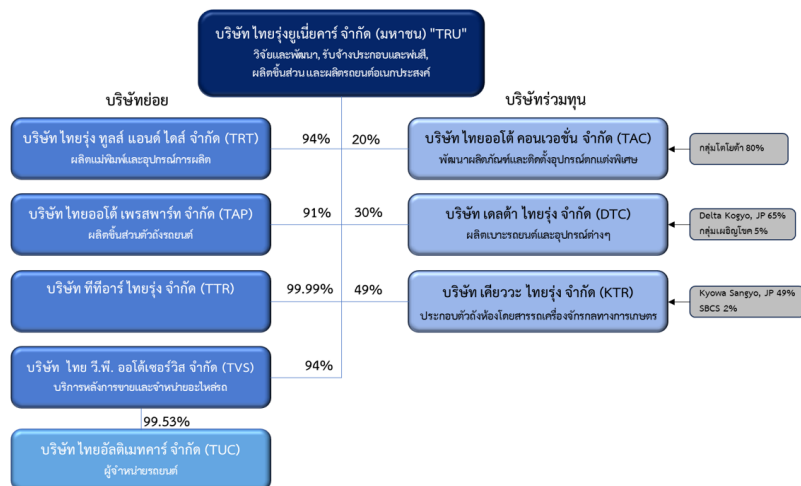 บริษัท ไทยรุ่งยูเนี่ยคาร์ จำกัด (มหาชน) "TRU"
วิจัยและพัฒนา, รับจ้างประกอบและพ่นสี,
ผลิตชิ้นส่วน และผลิตรถยนต์อเนกประสงค์
บริษัทย่อย
บริษัทร่วมทุน
บริษัท ไทยรุ่ง ทูลส์ แอนด์ ไดส์ จำกัด (TRT)
ผลิตแม่พิมพ์และอุปกรณ์การผลิต
94%
20%
บริษัท ไทยออโต้ คอนเวอชั่น จำกัด (TAC)
พัฒนาผลิตภัณฑ์และติดตั้งอุปกรณ์ตกแต่งพิเศษ
กลุ่มโตโยต้า 80%
บริษัท ไทยออโต้ เพรสพาร์ท จำกัด (TAP)
ผลิตชิ้นส่วนตัวถังรถยนต์
91%
30%
บริษัท เดลต้า ไทยรุ่ง จำกัด (DTC)
ผลิตเบาะรถยนต์และอุปกรณ์ต่างๆ
Delta Kogyo, JP 65%
กลุ่มเผอิญโชค 5%
บริษัท ทีทีอาร์ ไทยรุ่ง จำกัด (TTR)
99.99%
49%
บริษัท เคียววะ ไทยรุ่ง จำกัด (KTR)
ประกอบตัวถังห้องโดยสารรถเครื่องจักรกลทางการเกษตร
Kyowa Sangyo, JP 49%
SBCS 2%
บริษัท ไทย วี.พี. ออโต้เซอร์วิส จำกัด (TVS)
บริการหลังการขายและจำหน่ายอะไหล่รถ
94%
99.53%
บริษัท ไทยอัลติเมทคาร์ จำกัด (TUC)
ผู้จำหน่ายรถยนต์